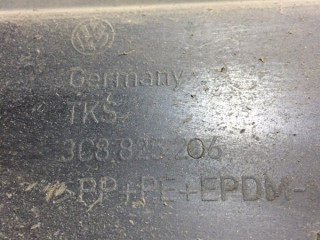 Germany
TKS
3C8.825.206
PP+PE+EPDM